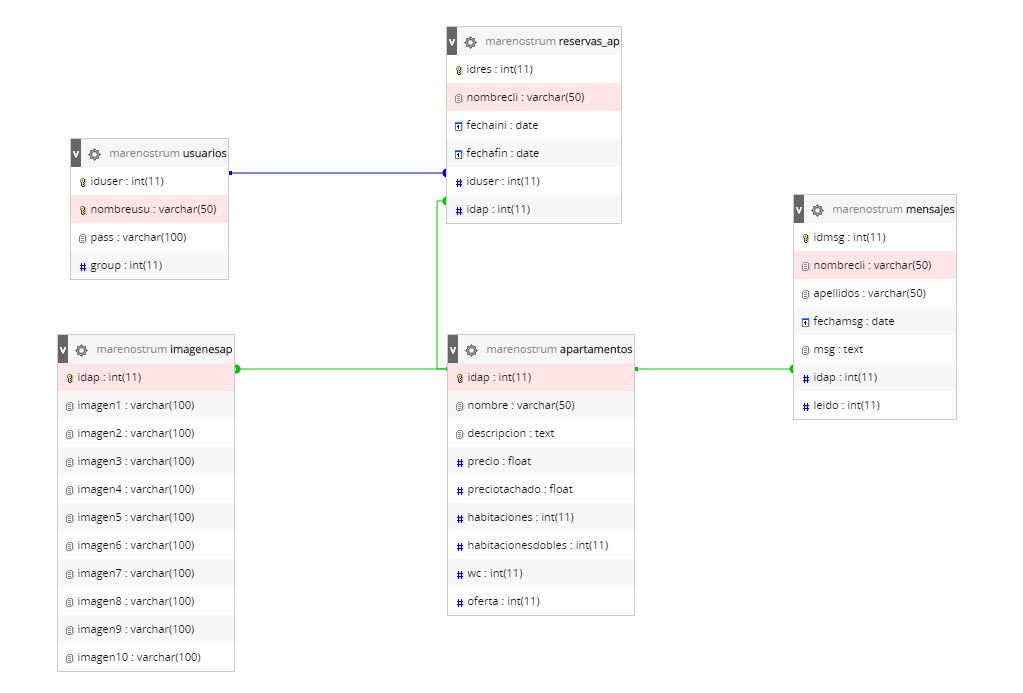 v marenostrum reservas_ap
idres : int(11)
nombrecli : varchar(50)
fechaini : date
fechafin : date
# iduser : int(11)
# idap : int(11)
v marenostrum usuarios
iduser : int(11)
nombreusu : varchar(50)
pass : varchar(100)
# group : int(11)
v marenostrum mensajes
idmsg : int(11)
nombrecli : varchar(50)
apellidos : varchar(50)
fechamsg : date
msg : text
# idap : int(11)
# leido : int(11)
v marenostrum imagenesap
idap : int(11)
imagen1 : varchar(100)
imagen2 : varchar(100)
imagen3 : varchar(100)
imagen4 : varchar(100)
imagen5 : varchar(100)
imagen6 : varchar(100)
imagen7 : varchar(100)
imagen8 : varchar(100)
imagen9 : varchar(100)
imagen10 : varchar(100)
v marenostrum apartamentos
idap : int(11)
nombre : varchar(50)
descripcion : text
# precio : float
# preciotachado : float
# habitaciones : int(11)
# habitacionesdobles : int(11)
# wc : int(11)
# oferta : int(11)